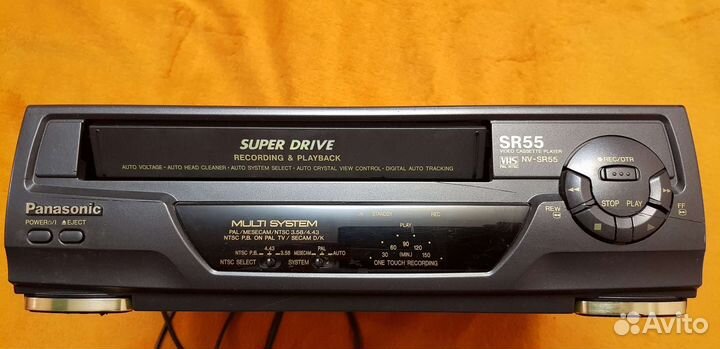 SUPER DRIVE
RECORDING & PLAYBACK
AUTO VOLTAGE · AUTO HEAD CLEANER · AUTO SYSTEM SELECT · AUTO CRYSTAL VIEW CONTROL · DIGITAL AUTO TRACKING
SR55
VIDEO CASSETTE PLAYER
VHS NV-SR55
PAL NTSC
REC/OTR
STOP PLAY
REW
FF
Panasonic
POWER EJECT
MULTI SYSTEM
PAL/MESECAM/NTSC 3.58/4.43
NTSC P.B. ON PAL TV / SECAM D/K
4.43
NTSC P.B. 3.58
NTSC SELECT
PAL
MESECAM AUTO
SYSTEM
STANDBY REC
PLAY
60 90 120
30 (MIN) 150
ONE TOUCH RECORDING
Avito